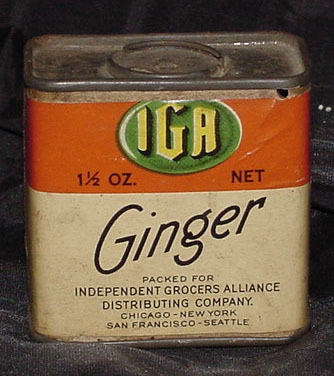 IGA
1½ OZ. NET
Ginger
PACKED FOR
INDEPENDENT GROCERS ALLIANCE
DISTRIBUTING COMPANY.
CHICAGO-NEW YORK
SAN FRANCISCO-SEATTLE